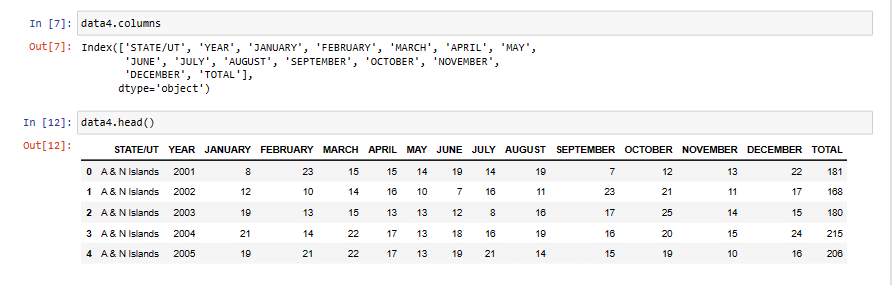 In [7]: data4.columns
Out[7]: Index(['STATE/UT', 'YEAR', 'JANUARY', 'FEBRUARY', 'MARCH', 'APRIL', 'MAY',
'JUNE', 'JULY', 'AUGUST', 'SEPTEMBER', 'OCTOBER', 'NOVEMBER',
'DECEMBER', 'TOTAL'],
dtype='object')
In [12]: data4.head()
Out[12]:
STATE/UT YEAR JANUARY FEBRUARY MARCH APRIL MAY JUNE JULY AUGUST SEPTEMBER OCTOBER NOVEMBER DECEMBER TOTAL
0 A & N Islands 2001 8 23 15 15 14 19 14 19 7 12 13 22 181
1 A & N Islands 2002 12 10 14 16 10 7 16 11 23 21 11 17 168
2 A & N Islands 2003 19 13 15 13 13 12 8 16 17 25 14 15 180
3 A & N Islands 2004 21 14 22 17 13 18 16 19 16 20 15 24 215
4 A & N Islands 2005 19 21 22 17 13 19 21 14 15 19 10 16 206